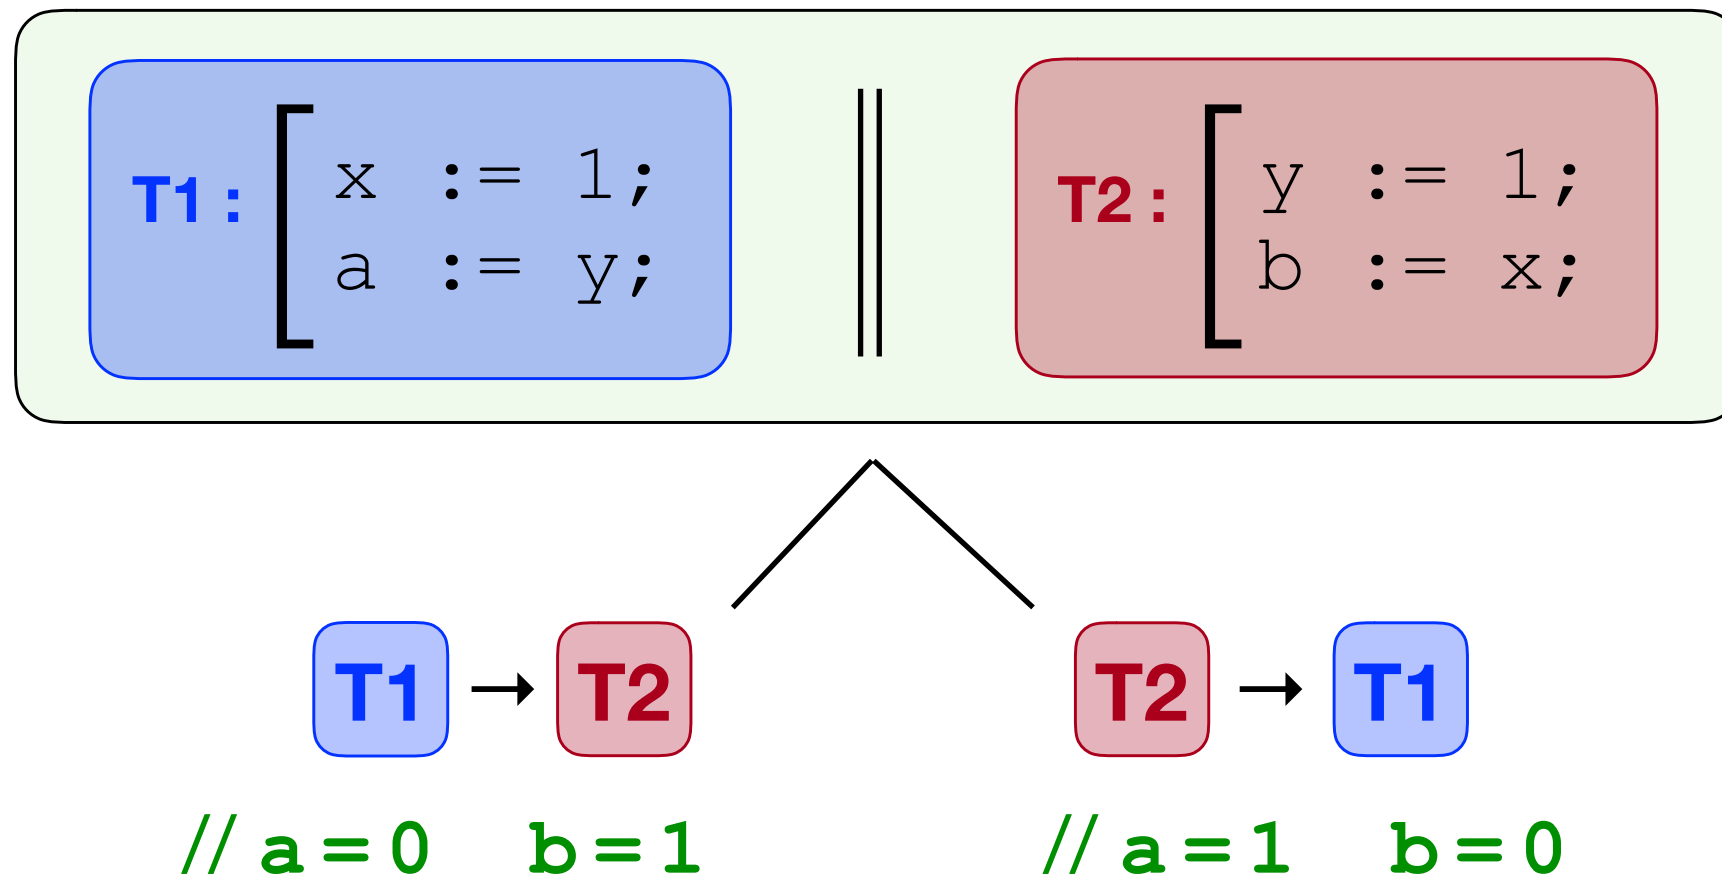 T1: [ x := 1;
a := y;
||
T2: [ y := 1;
b := x;
T1 → T2
// a=0 b=1
T2 → T1
// a=1 b=0